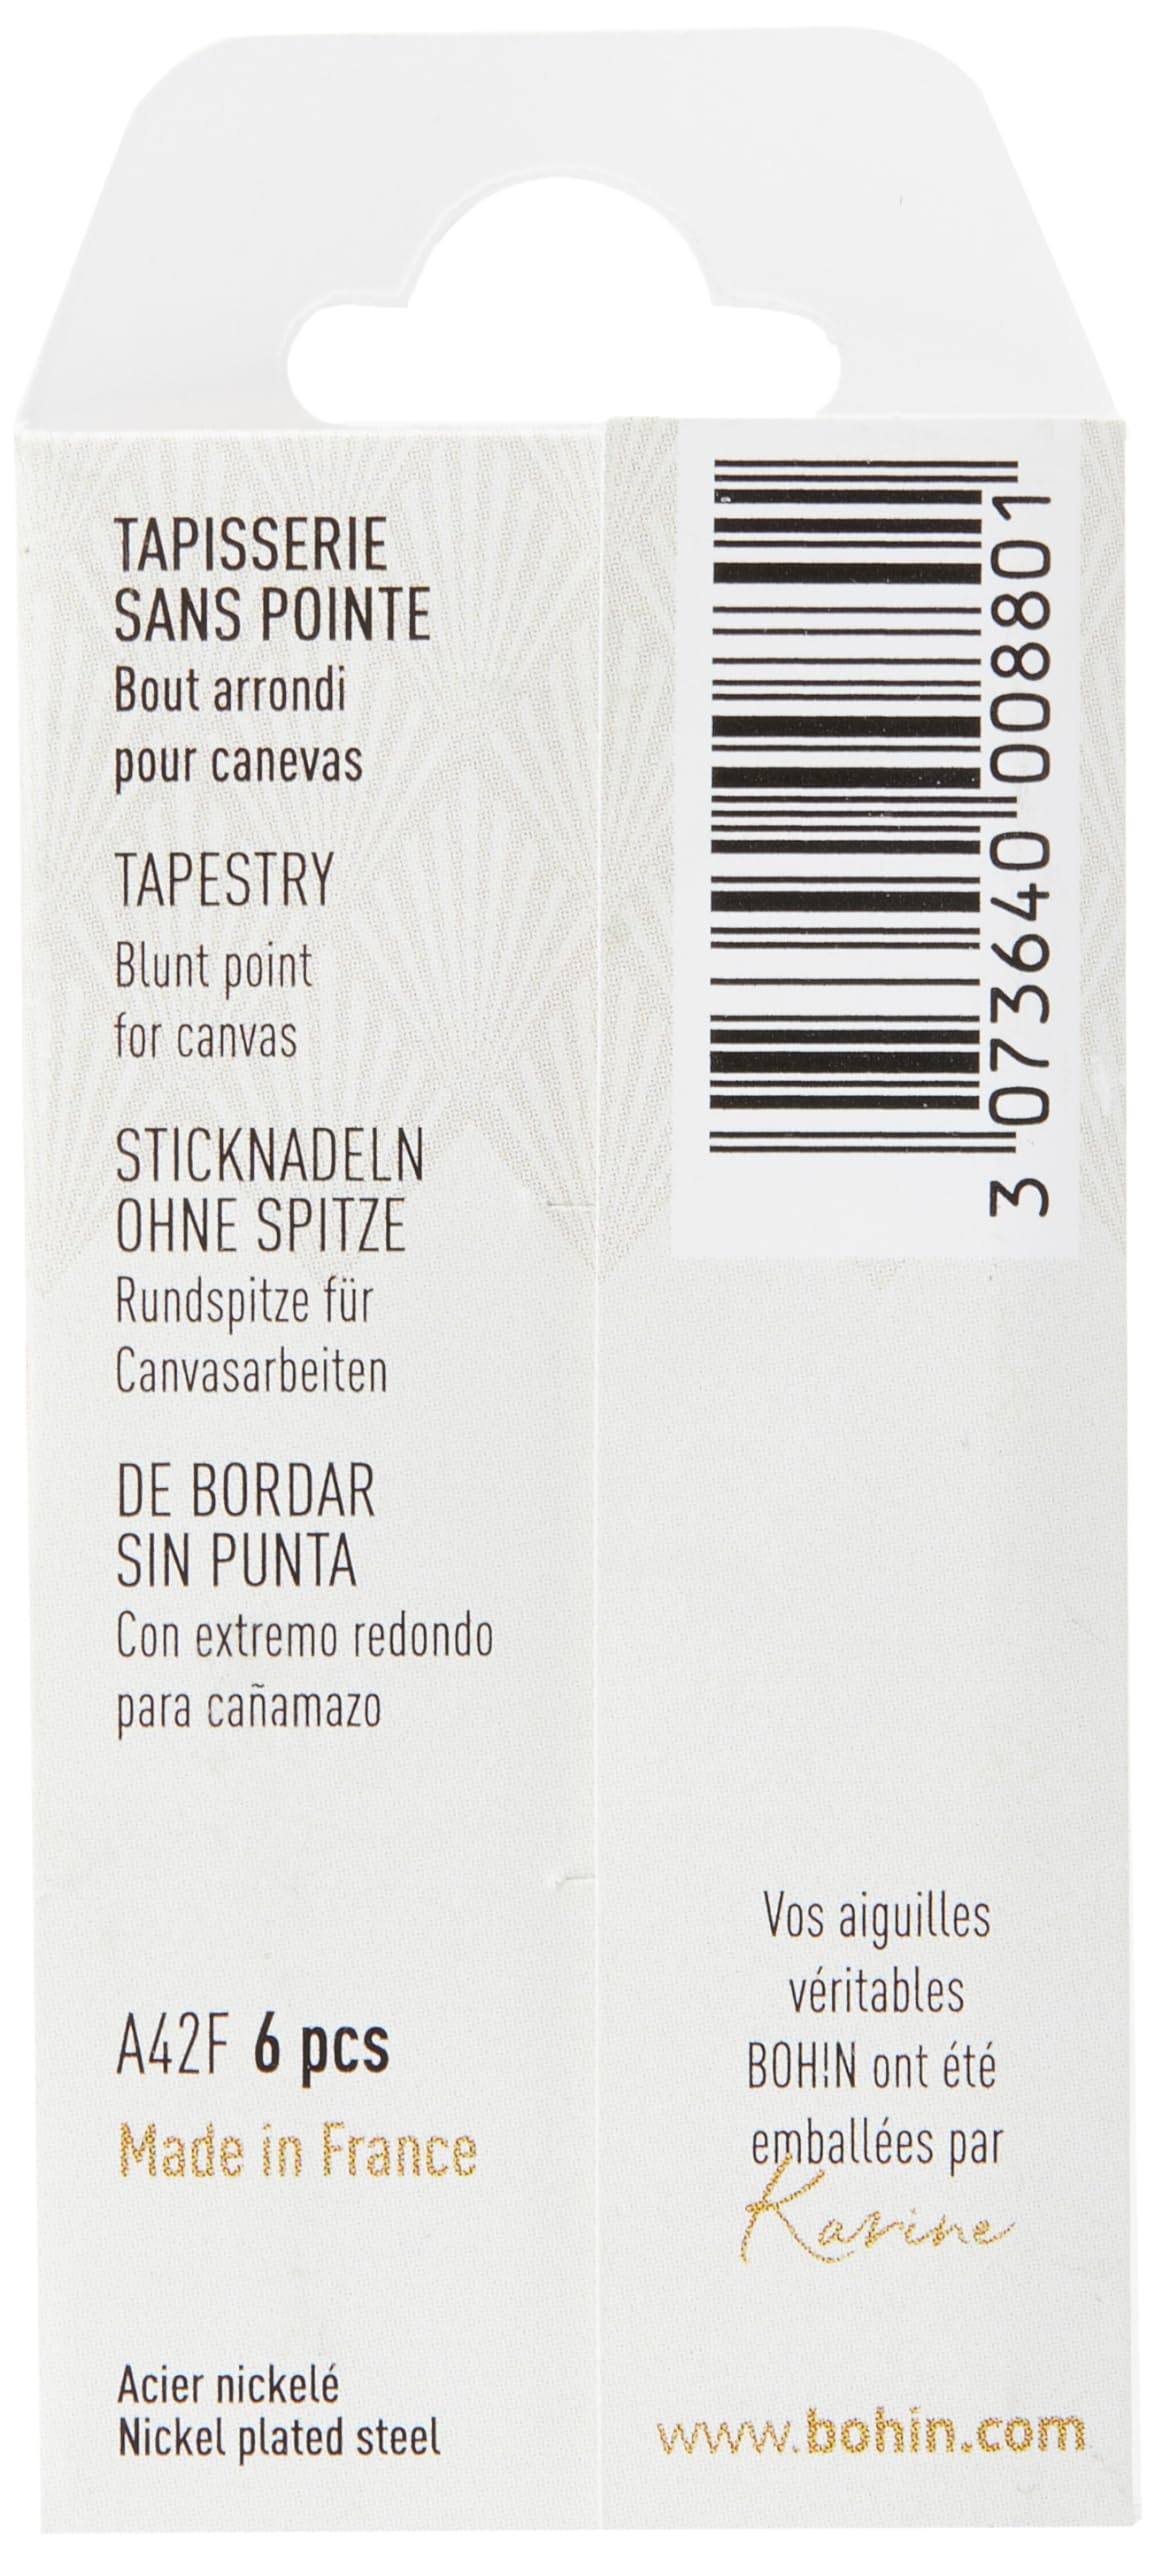 TAPISSERIE
SANS POINTE
Bout arrondi
pour canevas
TAPESTRY
Blunt point
for canvas
STICKNADELN
OHNE SPITZE
Rundspitze für
Canvasarbeiten
DE BORDAR
SIN PUNTA
Con extremo redondo
para cañamazo
A42F 6 pcs
Made in France
Acier nickelé
Nickel plated steel
3 073640 008801
Vos aiguilles
véritables
BOH!N ont été
emballées par
Karine
www.bohin.com